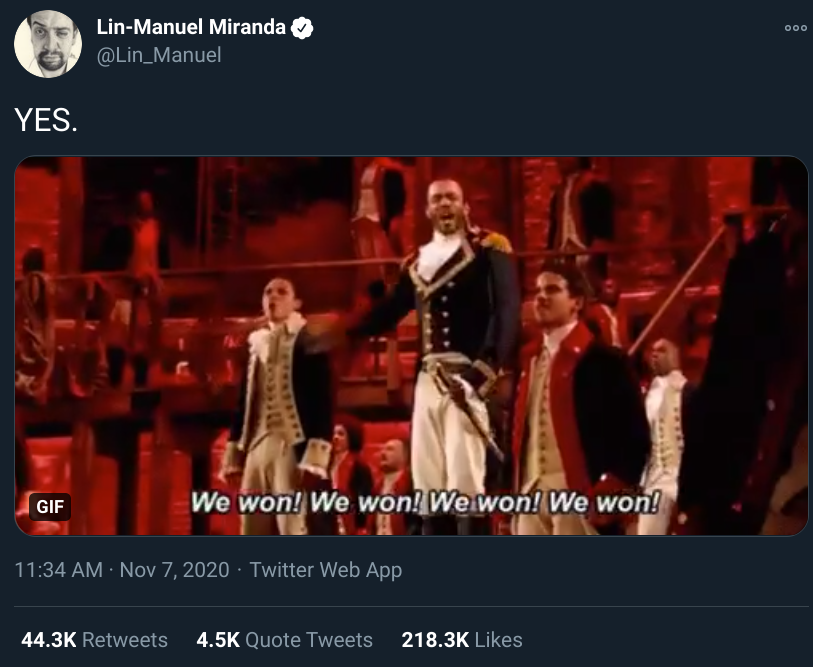 Lin-Manuel Miranda
@Lin_Manuel
YES.
We won! We won! We won! We won!
GIF
11:34 AM · Nov 7, 2020 · Twitter Web App
44.3K Retweets 4.5K Quote Tweets 218.3K Likes